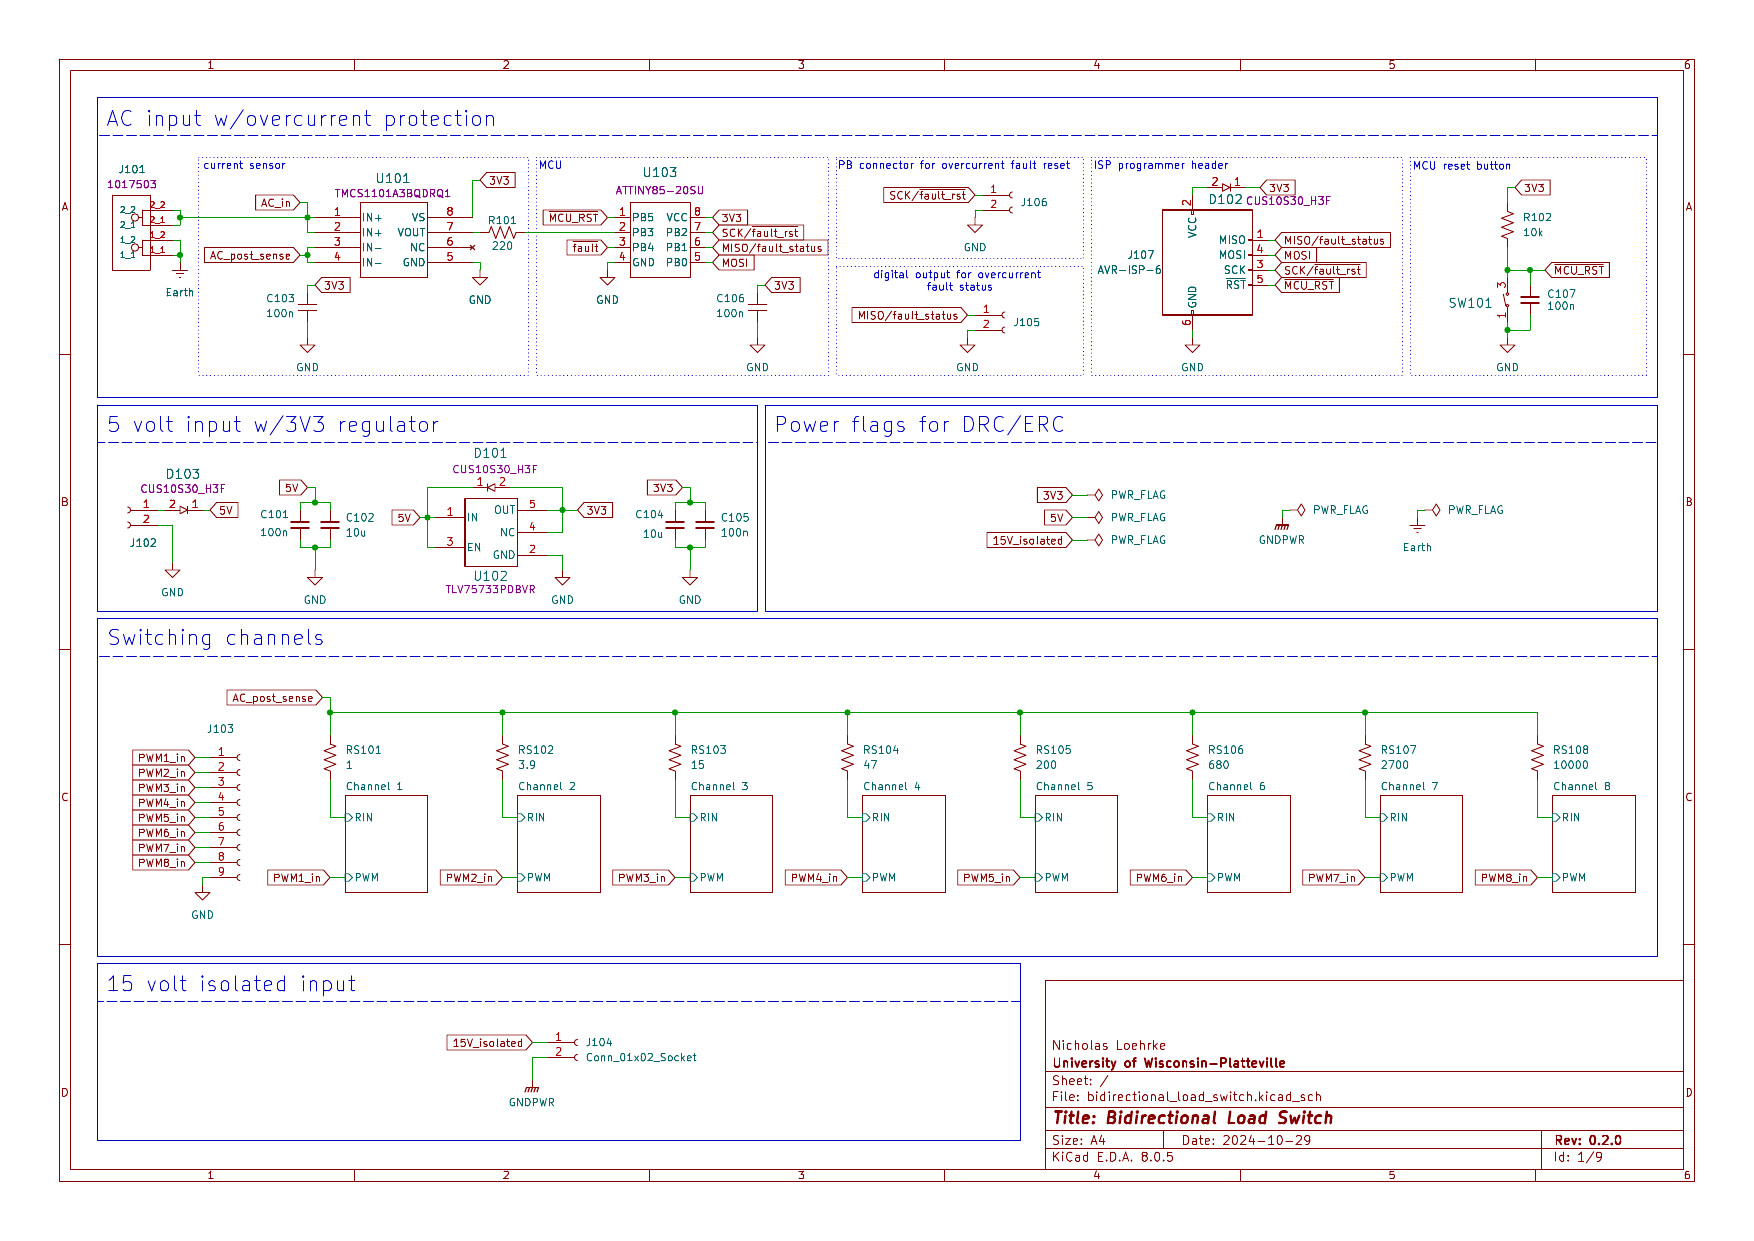 1 2 3 4 5 6
A
B
C
D
AC input w/overcurrent protection
J101
1017503
2_2
2_1
1_2
1_1
2_2
2_1
1_2
1_1
Earth
current sensor
AC_in
AC_post_sense
U101
TMCS1101A3BQDRQ1
1 IN+
2 IN+
3 IN-
4 IN-
VS 8
VOUT 7
NC 6
GND 5
3V3
R101
220
GND
3V3
C103
100n
GND
MCU
U103
ATTINY85-20SU
MCU_RST 1 PB5
2 PB3
fault 3 PB4
4 GND
VCC 8 3V3
PB2 7 SCK/fault_rst
PB1 6 MISO/fault_status
PB0 5 MOSI
GND
3V3
C106
100n
GND
PB connector for overcurrent fault reset
SCK/fault_rst 1
2
J106
GND
digital output for overcurrent
fault status
MISO/fault_status 1
2
J105
GND
ISP programmer header
2 1 3V3
D102 CUS10S30_H3F
2
VCC
J107
AVR-ISP-6
MISO 1 MISO/fault_status
MOSI 4 MOSI
SCK 3 SCK/fault_rst
RST 5 MCU_RST
GND
6
GND
MCU reset button
3V3
R102
10k
MCU_RST
3
SW101
1
C107
100n
GND
5 volt input w/3V3 regulator
D103
CUS10S30_H3F
1 2 1 5V
2
J102
GND
5V
C101
100n
C102
10u
GND
D101
CUS10S30_H3F
1 2
5V
1 IN
3 EN
OUT 5
NC 4
GND 2
3V3
U102
TLV75733PDBVR
GND
3V3
C104
10u
C105
100n
GND
Power flags for DRC/ERC
3V3 PWR_FLAG
5V PWR_FLAG
15V_isolated PWR_FLAG
PWR_FLAG
GNDPWR
PWR_FLAG
Earth
Switching channels
AC_post_sense
J103
PWM1_in 1
PWM2_in 2
PWM3_in 3
PWM4_in 4
PWM5_in 5
PWM6_in 6
PWM7_in 7
PWM8_in 8
9
GND
RS101
1
Channel 1
RIN
PWM1_in PWM
RS102
3.9
Channel 2
RIN
PWM2_in PWM
RS103
15
Channel 3
RIN
PWM3_in PWM
RS104
47
Channel 4
RIN
PWM4_in PWM
RS105
200
Channel 5
RIN
PWM5_in PWM
RS106
680
Channel 6
RIN
PWM6_in PWM
RS107
2700
Channel 7
RIN
PWM7_in PWM
RS108
10000
Channel 8
RIN
PWM8_in PWM
15 volt isolated input
15V_isolated 1 J104
2 Conn_01x02_Socket
GNDPWR
Nicholas Loehrke
University of Wisconsin-Platteville
Sheet: /
File: bidirectional_load_switch.kicad_sch
Title: Bidirectional Load Switch
Size: A4 Date: 2024-10-29 Rev: 0.2.0
KiCad E.D.A. 8.0.5 Id: 1/9
A
B
C
D
1 2 3 4 5 6